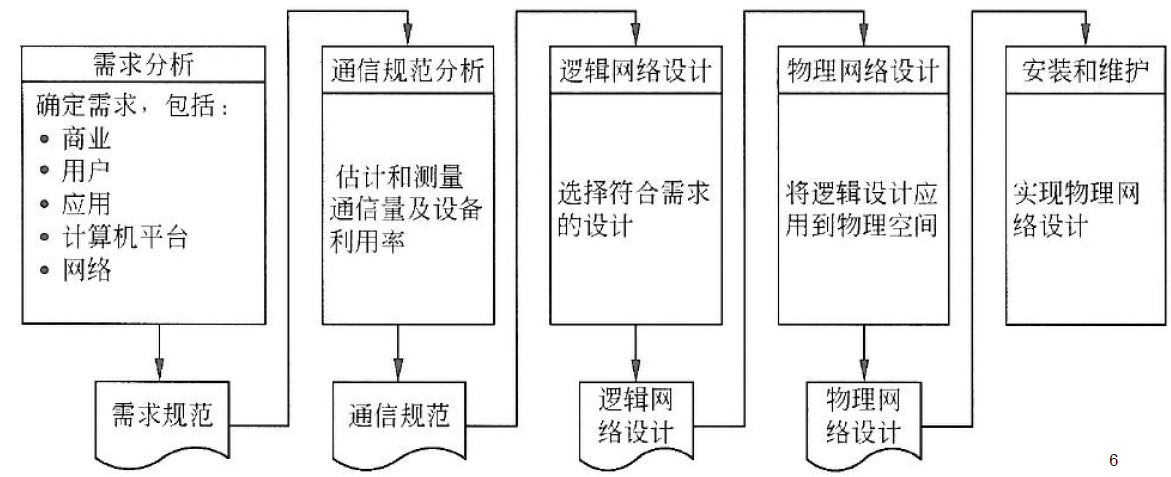 需求分析
确定需求，包括：
• 商业
• 用户
• 应用
• 计算机平台
• 网络
需求规范
通信规范分析
估计和测量
通信量及设备
利用率
通信规范
逻辑网络设计
选择符合需求
的设计
逻辑网
络设计
物理网络设计
将逻辑设计应
用到物理空间
物理网
络设计
安装和维护
实现物理网
络设计
6